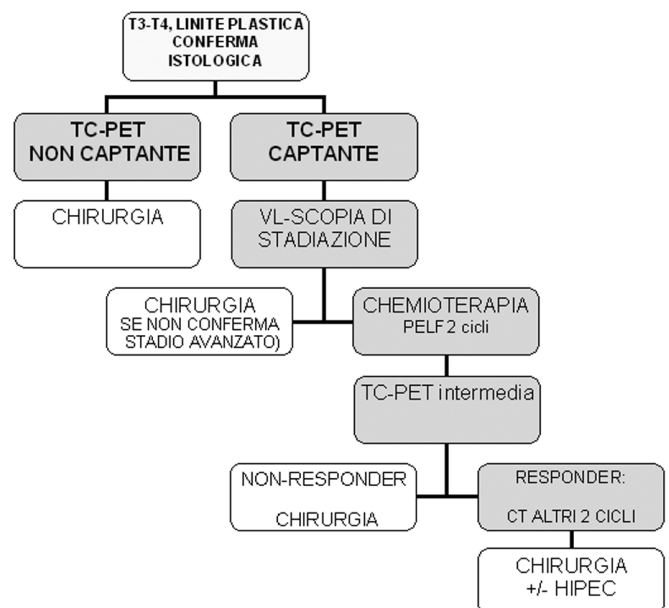 T3-T4, LINITE PLASTICA
CONFERMA
ISTOLOGICA
TC-PET
NON CAPTANTE
TC-PET
CAPTANTE
CHIRURGIA
VL-SCOPIA DI
STADIAZIONE
CHIRURGIA
SE NON CONFERMA
STADIO AVANZATO)
CHEMIOTERAPIA
PELF 2 cicli
TC-PET intermedia
NON-RESPONDER
CHIRURGIA
RESPONDER:
CT ALTRI 2 CICLI
CHIRURGIA
+/- HIPEC